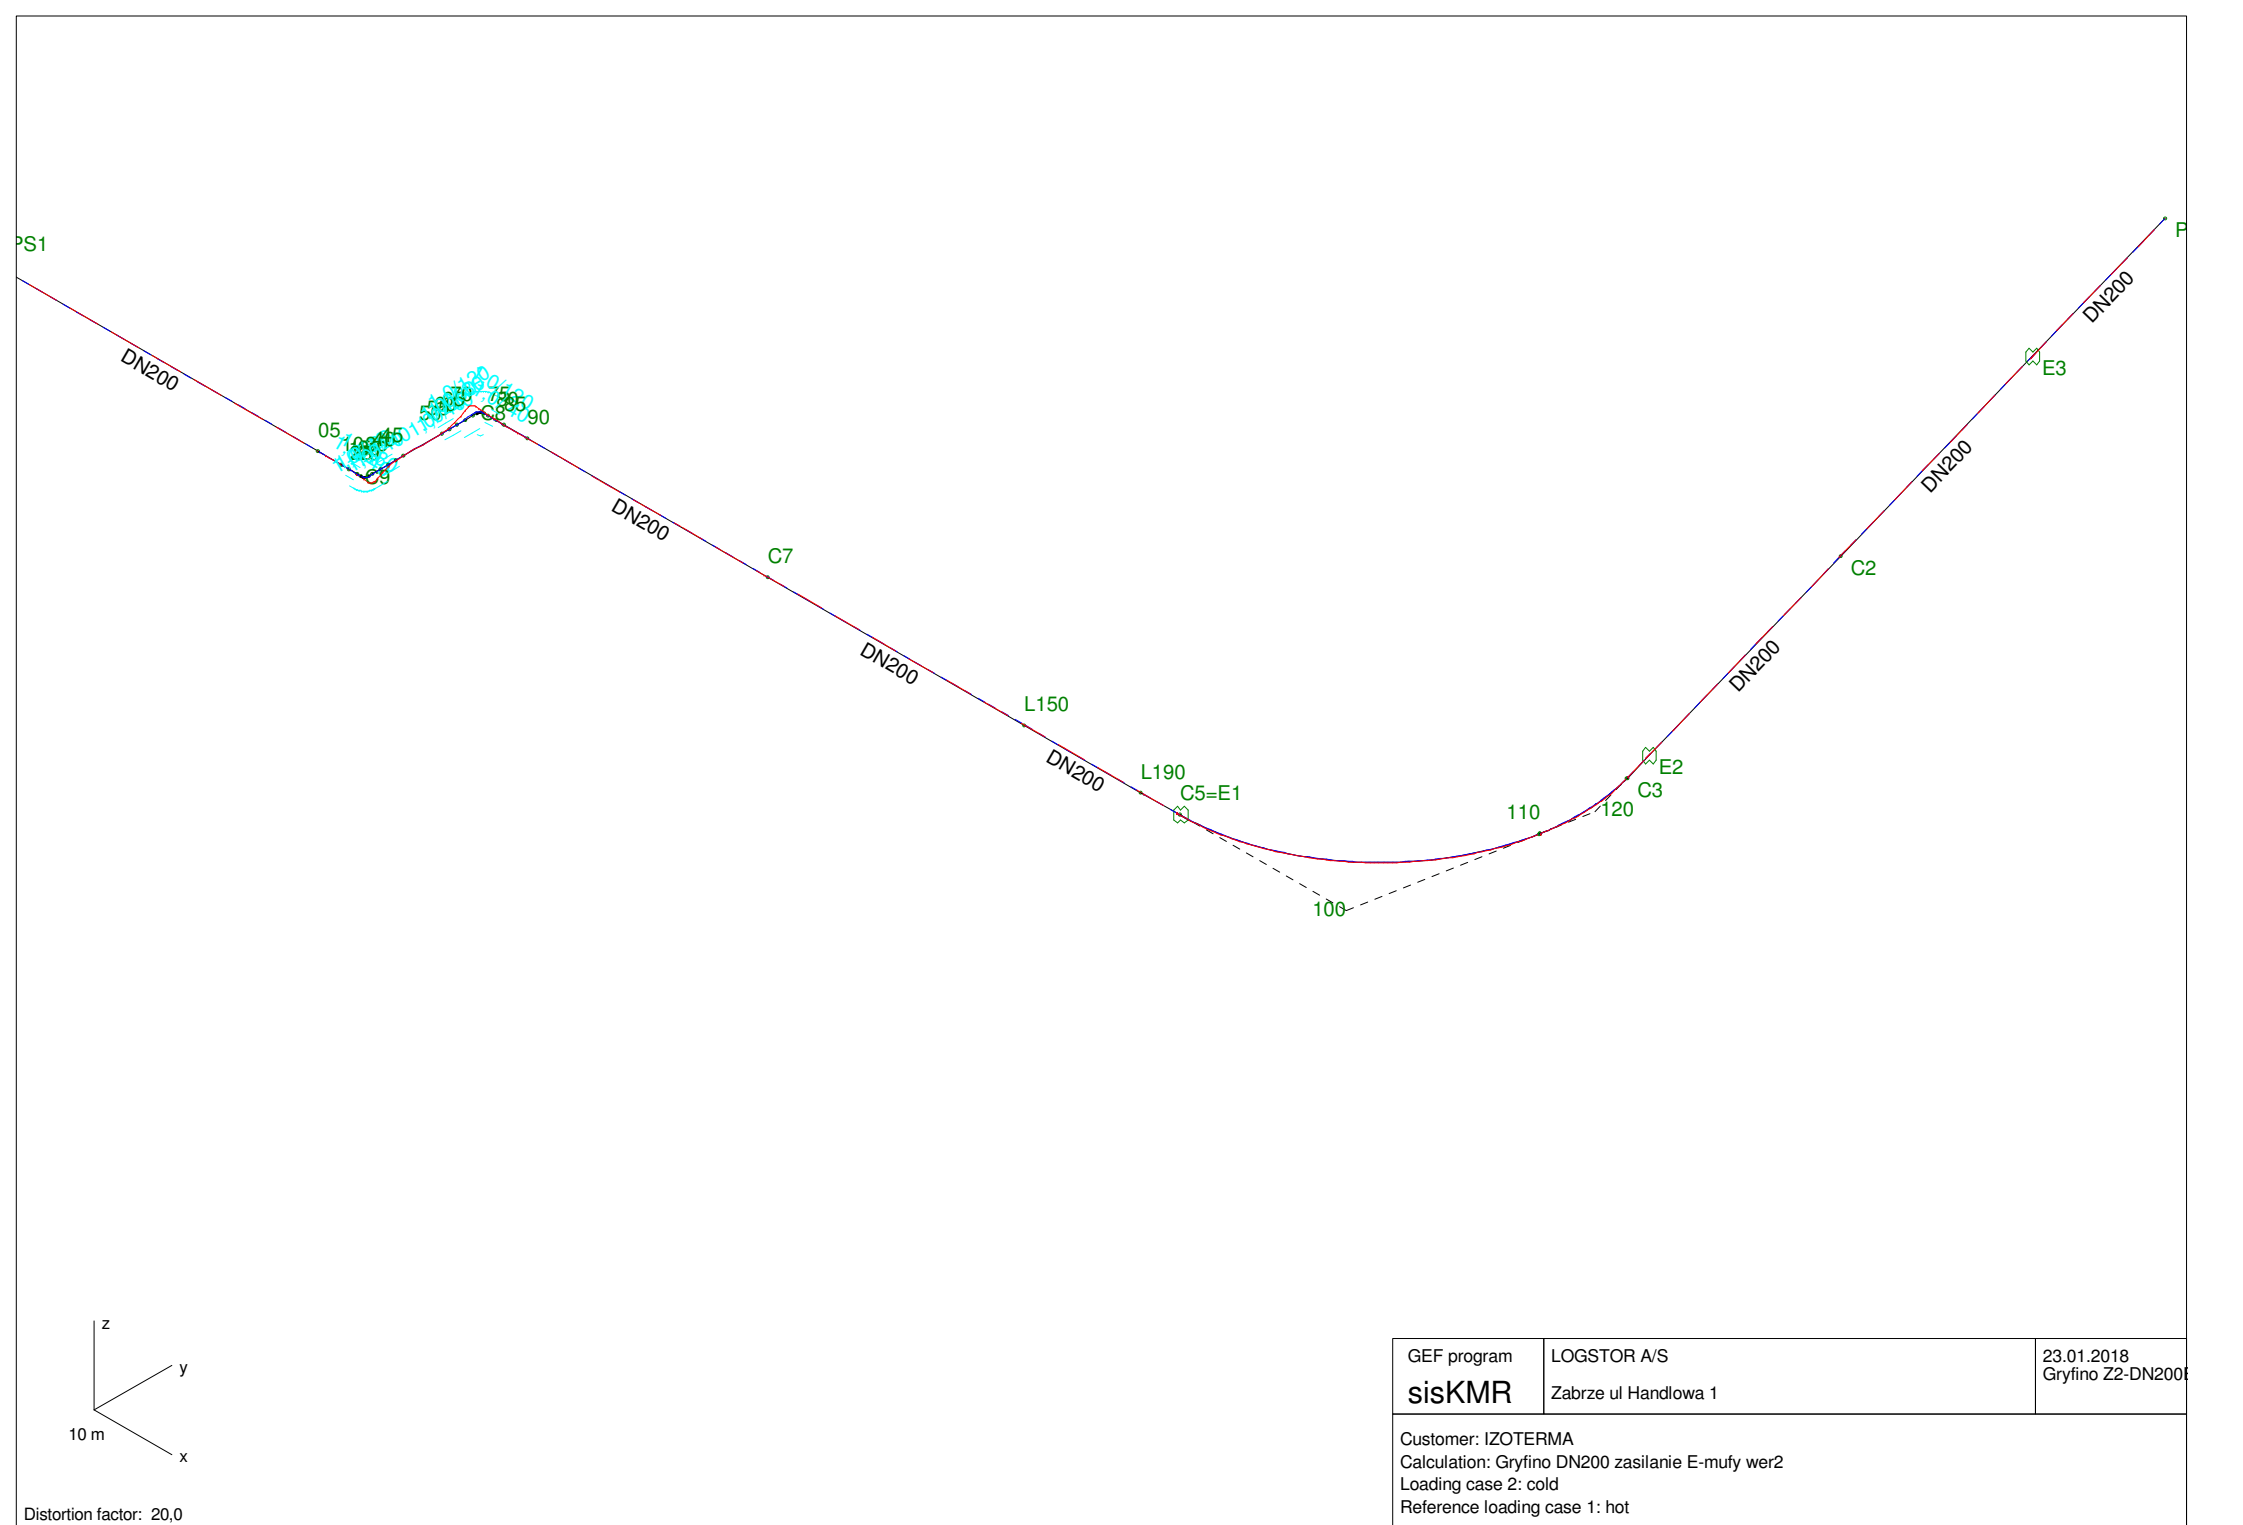 PS1
P
DN200
E3
DN200
05
C8
90
C9
DN200
DN200
C7
C2
DN200
DN200
L150
DN200
L190
C5=E1
E2
C3
110
120
100
z
y
10 m
x
Distortion factor: 20,0
GEF program
sisKMR
LOGSTOR A/S
Zabrze ul Handlowa 1
23.01.2018
Gryfino Z2-DN200
Customer: IZOTERMA
Calculation: Gryfino DN200 zasilanie E-mufy wer2
Loading case 2: cold
Reference loading case 1: hot